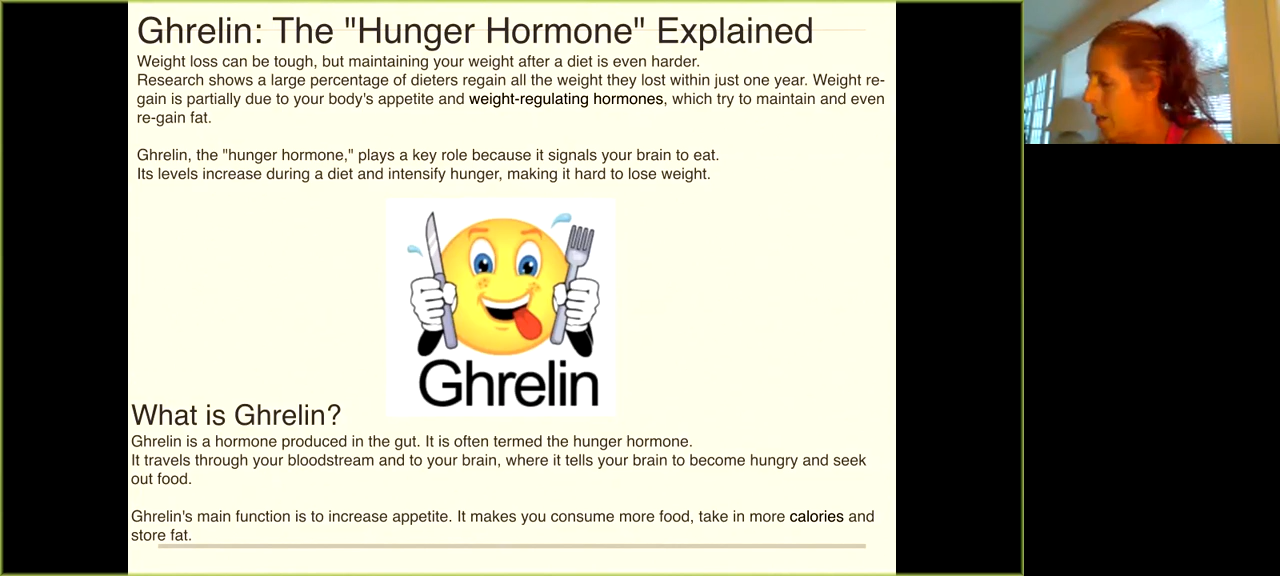 Ghrelin: The "Hunger Hormone" Explained
Weight loss can be tough, but maintaining your weight after a diet is even harder.
Research shows a large percentage of dieters regain all the weight they lost within just one year. Weight re-
gain is partially due to your body's appetite and weight-regulating hormones, which try to maintain and even
re-gain fat.
Ghrelin, the "hunger hormone," plays a key role because it signals your brain to eat.
Its levels increase during a diet and intensify hunger, making it hard to lose weight.
Ghrelin
What is Ghrelin?
Ghrelin is a hormone produced in the gut. It is often termed the hunger hormone.
It travels through your bloodstream and to your brain, where it tells your brain to become hungry and seek
out food.
Ghrelin's main function is to increase appetite. It makes you consume more food, take in more calories and
store fat.